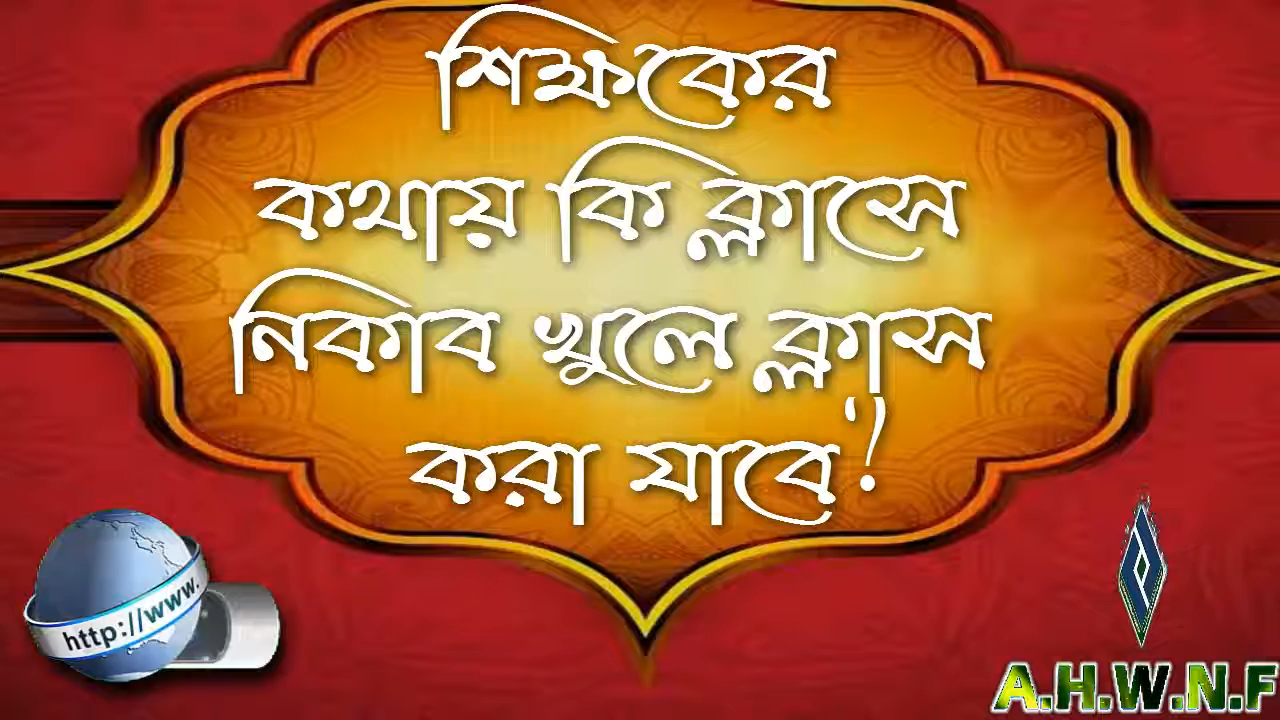 শিক্ষকের
কথায় কি ক্লাসে
নিকাব খুলে ক্লাস
করা যাবে?
http://www.
A.H.W.N.F